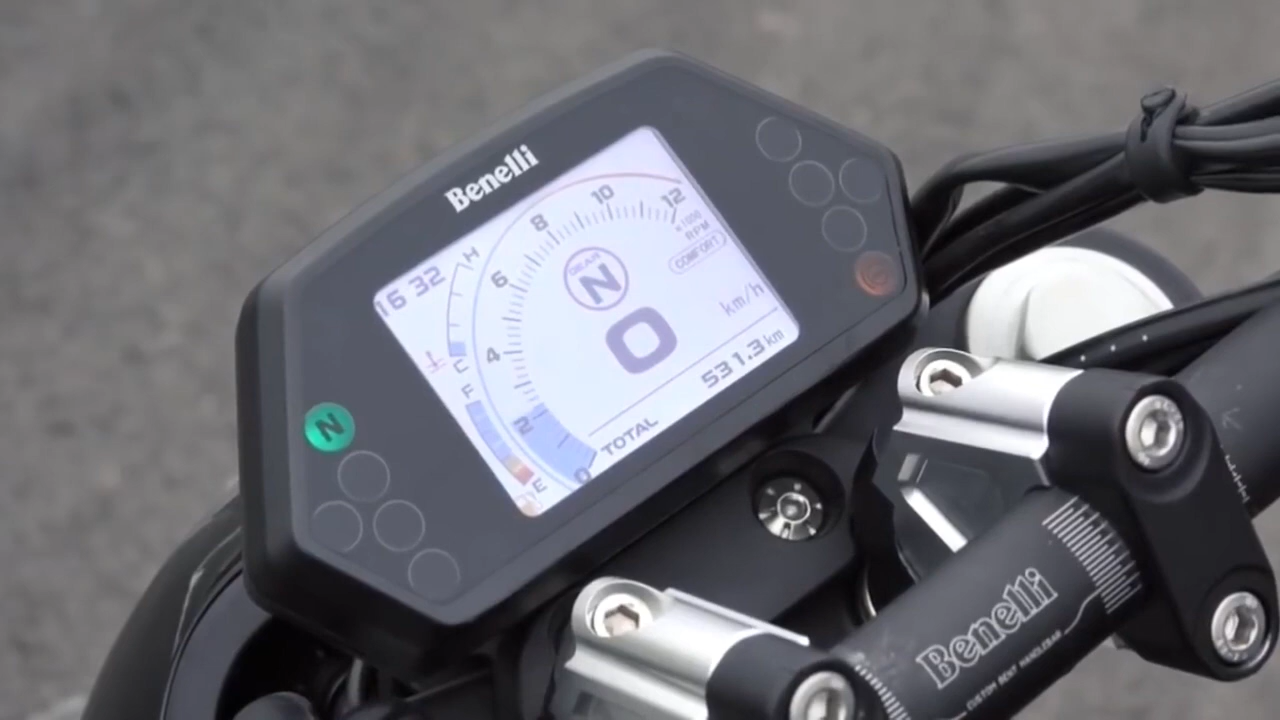 Benelli
16 32
H
C
F
E
0
2
4
6
8
10
12
×1000
RPM
COMFORT
GEAR
N
0
km/h
TOTAL 531.3 km
N
Benelli
CUSTOM BENT HANDLEBAR